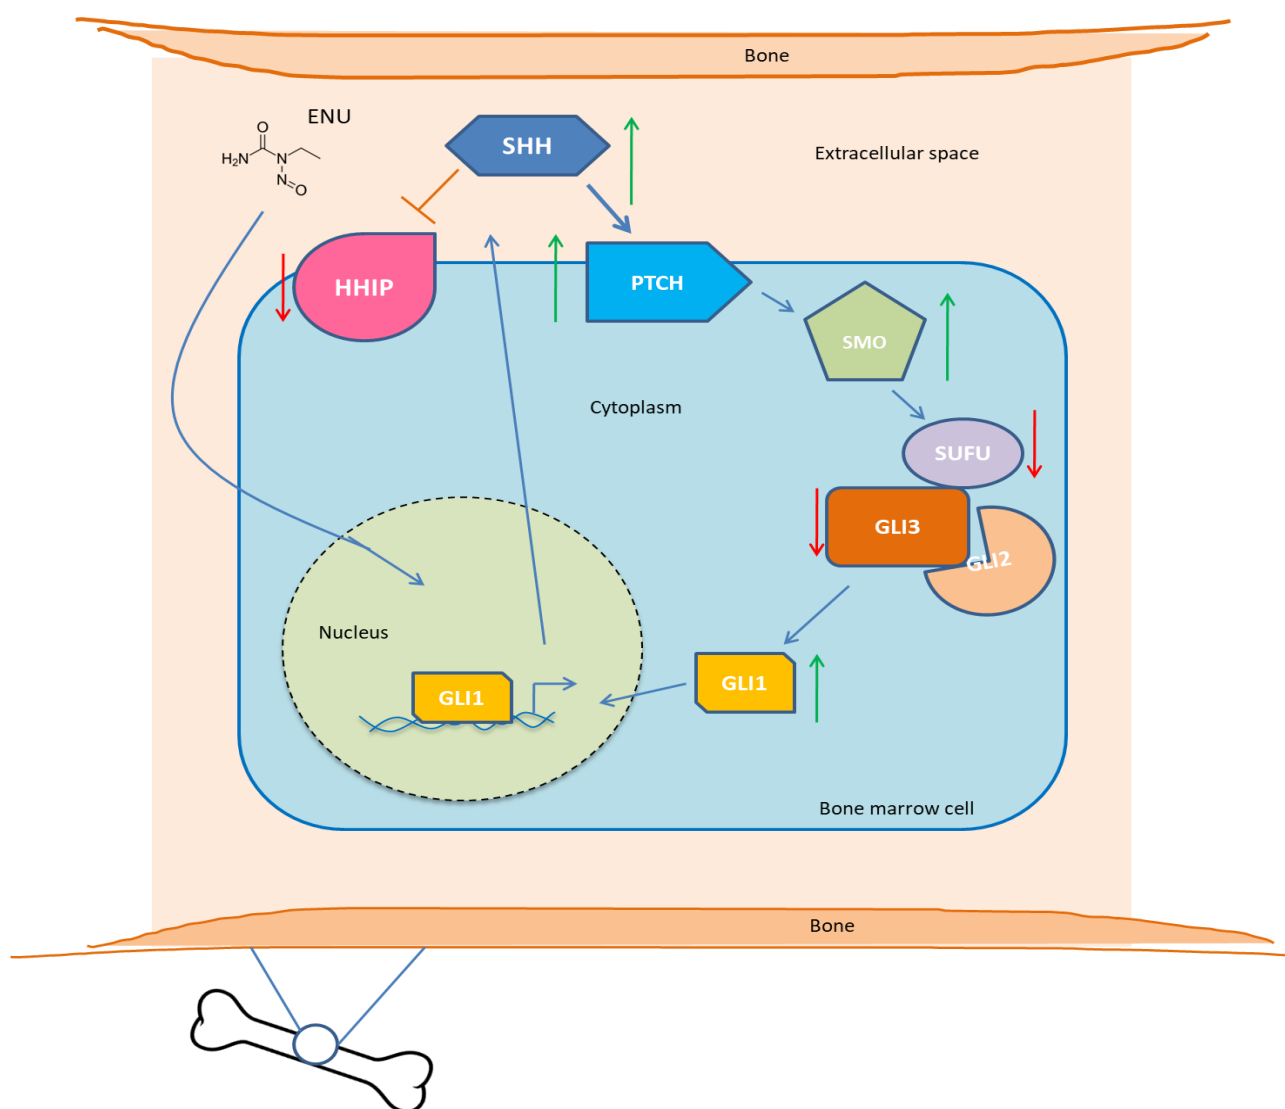 Bone
ENU
SHH
Extracellular space
O
H₂N
N
N
O
HHIP
PTCH
SMO
Cytoplasm
SUFU
GLI3
GLI2
Nucleus
GLI1
GLI1
Bone marrow cell
Bone